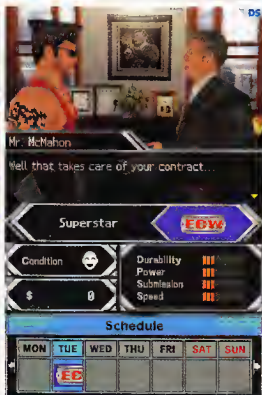 DS
Mr. McMahon
Well that takes care of your contract...
Superstar
ECW
Condition
$ 0
Durability
Power
Submission
Speed
Schedule
MON TUE WED THU FRI SAT SUN